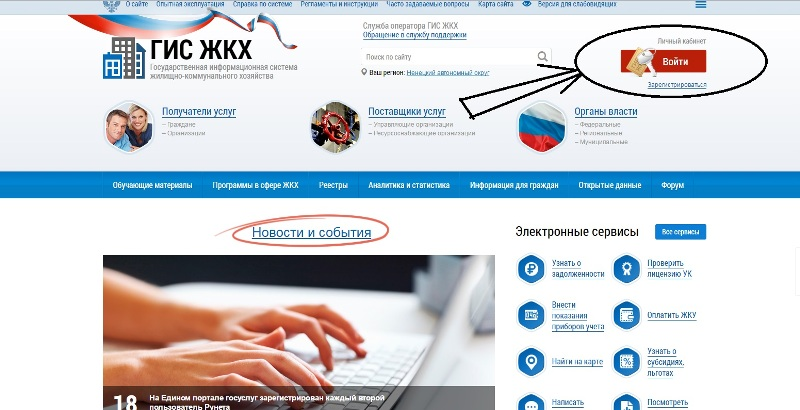 О сайте Опытная эксплуатация Справка по системе Регламенты и инструкции Часто задаваемые вопросы Карта сайта Версия для слабовидящих
ГИС ЖКХ
Государственная информационная система
жилищно-коммунального хозяйства
Служба оператора ГИС ЖКХ
Обращение в службу поддержки
Поиск по сайту
Ваш регион: Ненецкий автономный округ
Личный кабинет
Войти
Зарегистрироваться
Получатели услуг
– Граждане
– Организации
Поставщики услуг
– Управляющие организации
– Ресурсоснабжающие организации
Органы власти
– Федеральные
– Региональные
– Муниципальные
Обучающие материалы Программы в сфере ЖКХ Реестры Аналитика и статистика Информация для граждан Открытые данные Форум
Новости и события
18 На Едином портале госуслуг зарегистрирован каждый второй
пользователь Рунета
Электронные сервисы Все сервисы
Узнать о
задолженности
Проверить
лицензию УК
Внести
показания
приборов учета
Оплатить ЖКУ
Найти на карте
Узнать о
субсидиях,
льготах
Написать
Посмотреть